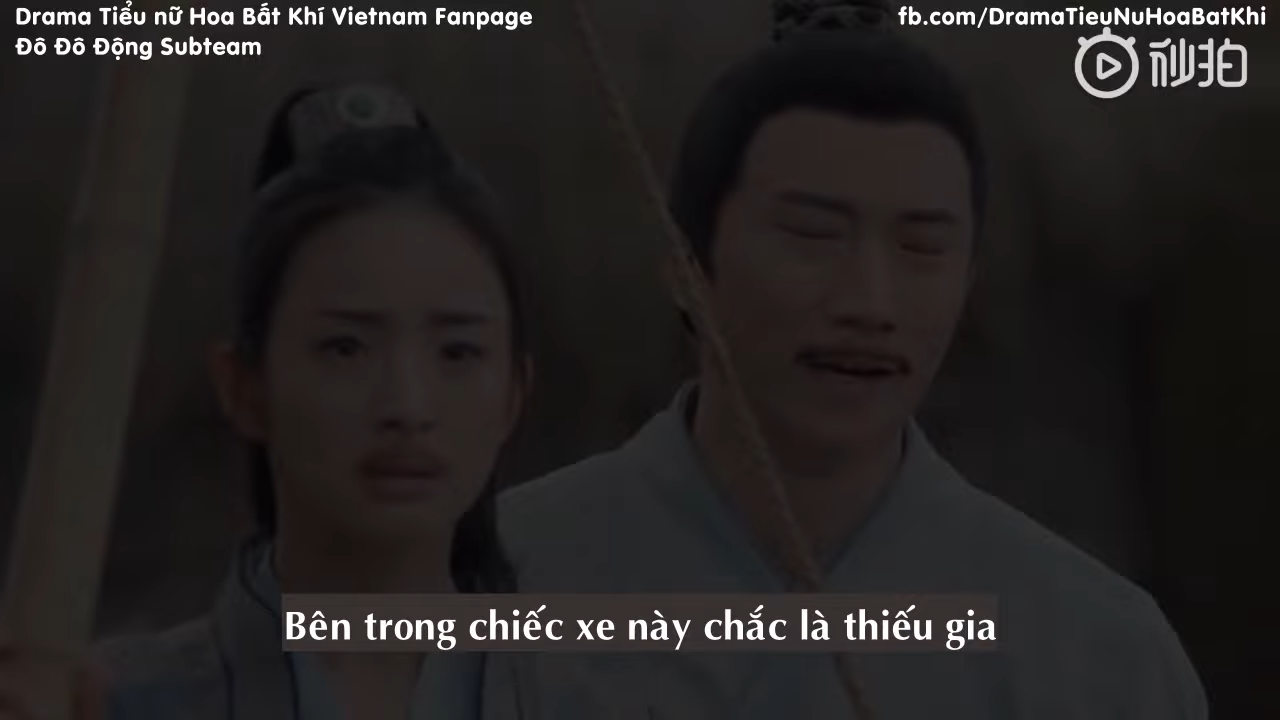 Drama Tiểu nữ Hoa Bất Khí Vietnam Fanpage
Đô Đô Động Subteam
fb.com/DramaTieuNuHoaBatKhi
秒拍
Bên trong chiếc xe này chắc là thiếu gia